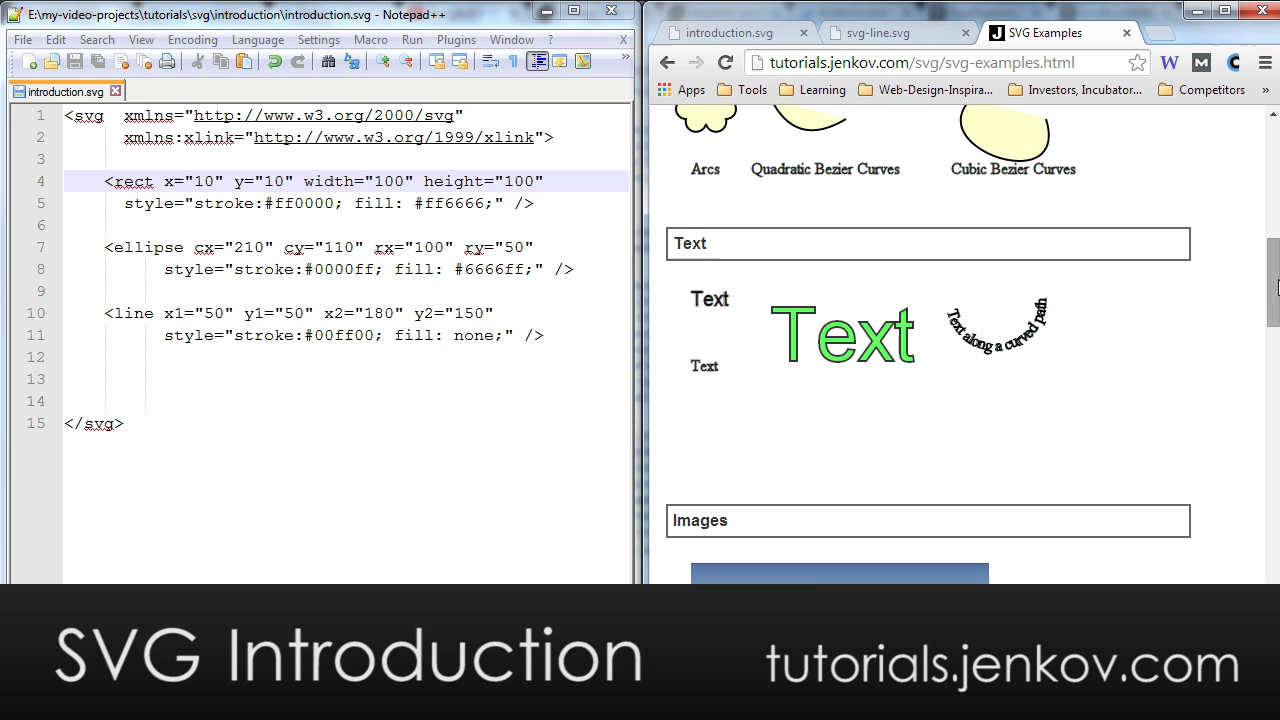 E:\my-video-projects\tutorials\svg\introduction\introduction.svg - Notepad++
File Edit Search View Encoding Language Settings Macro Run Plugins Window ? X
»
introduction.svg
1 <svg  xmlns="http://www.w3.org/2000/svg"
2       xmlns:xlink="http://www.w3.org/1999/xlink">
3
4     <rect x="10" y="10" width="100" height="100"
5       style="stroke:#ff0000; fill: #ff6666;" />
6
7     <ellipse cx="210" cy="110" rx="100" ry="50"
8           style="stroke:#0000ff; fill: #6666ff;" />
9
10     <line x1="50" y1="50" x2="180" y2="150"
11           style="stroke:#00ff00; fill: none;" />
12
13
14
15 </svg>
introduction.svg
svg-line.svg
J SVG Examples
tutorials.jenkov.com/svg/svg-examples.html
W M C
Apps Tools Learning Web-Design-Inspira... Investors, Incubator... Competitors »
Arcs Quadratic Bezier Curves Cubic Bezier Curves
Text
Text
Text
Text along a curved path
Text
Images
SVG Introduction
tutorials.jenkov.com